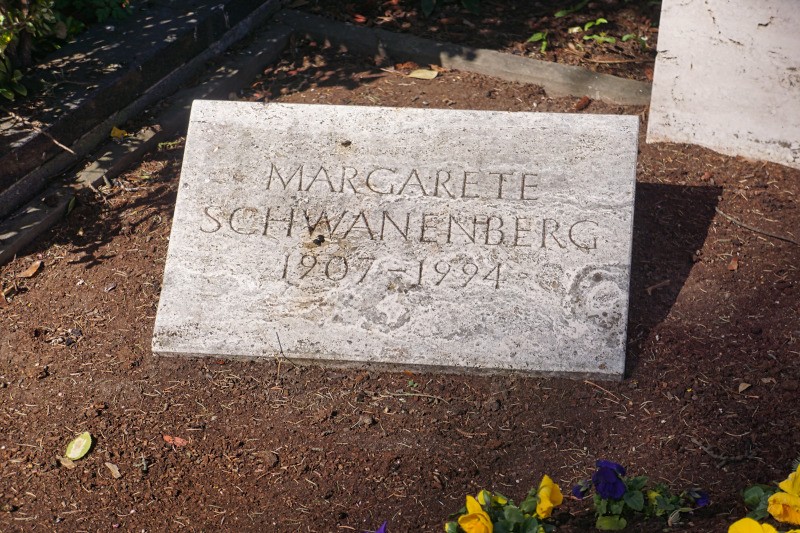 MARGARETE
SCHWANENBERG
1907 – 1994